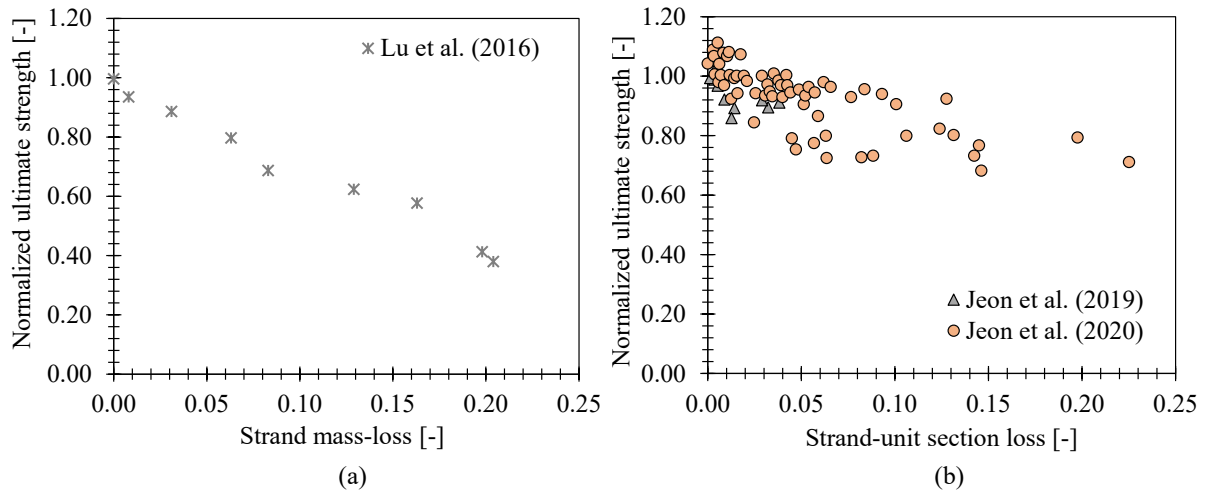 Normalized ultimate strength [-]
1.20
1.00
0.80
0.60
0.40
0.20
0.00
Lu et al. (2016)
0.00 0.05 0.10 0.15 0.20 0.25
Strand mass-loss [-]
(a)
Normalized ultimate strength [-]
1.20
1.00
0.80
0.60
0.40
0.20
0.00
Jeon et al. (2019)
Jeon et al. (2020)
0.00 0.05 0.10 0.15 0.20 0.25
Strand-unit section loss [-]
(b)